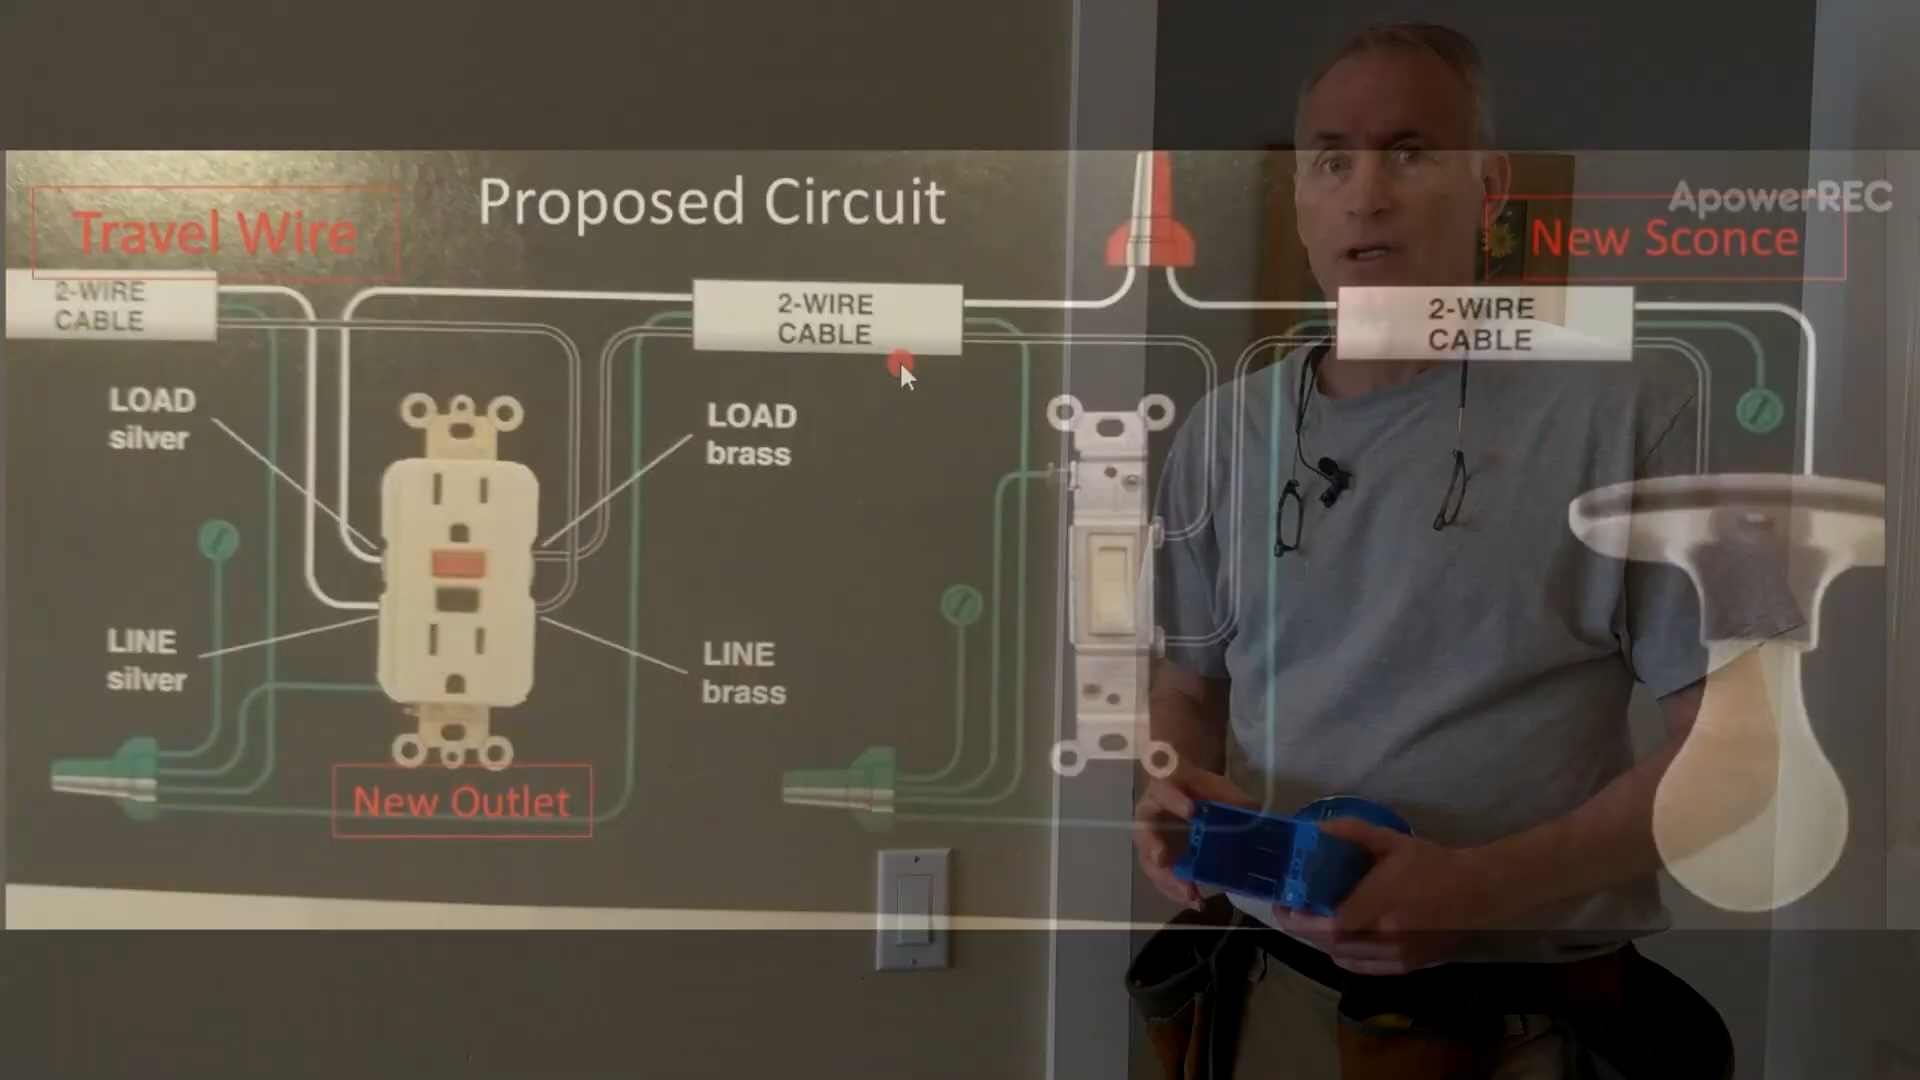 Proposed Circuit
Travel Wire
ApowerREC
New Sconce
2-WIRE
CABLE
2-WIRE
CABLE
2-WIRE
CABLE
LOAD
silver
LOAD
brass
LINE
silver
LINE
brass
New Outlet